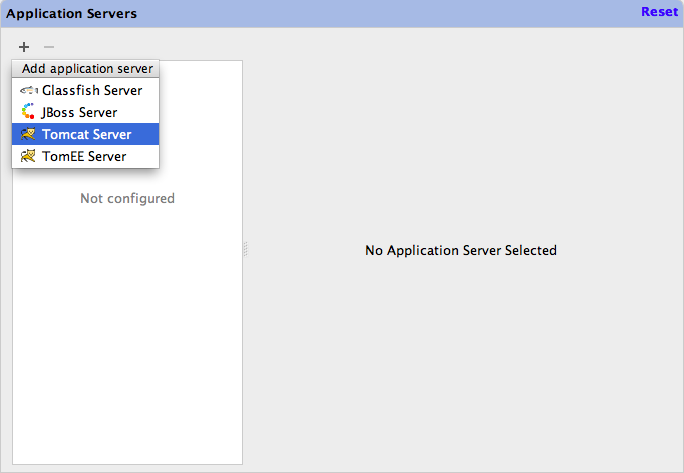 Application Servers
Reset
Add application server
Glassfish Server
JBoss Server
Tomcat Server
TomEE Server
Not configured
No Application Server Selected